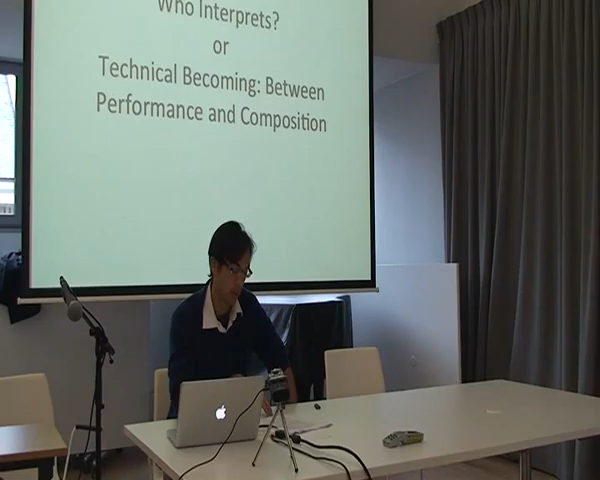 Who Interprets?
or
Technical Becoming: Between
Performance and Composition